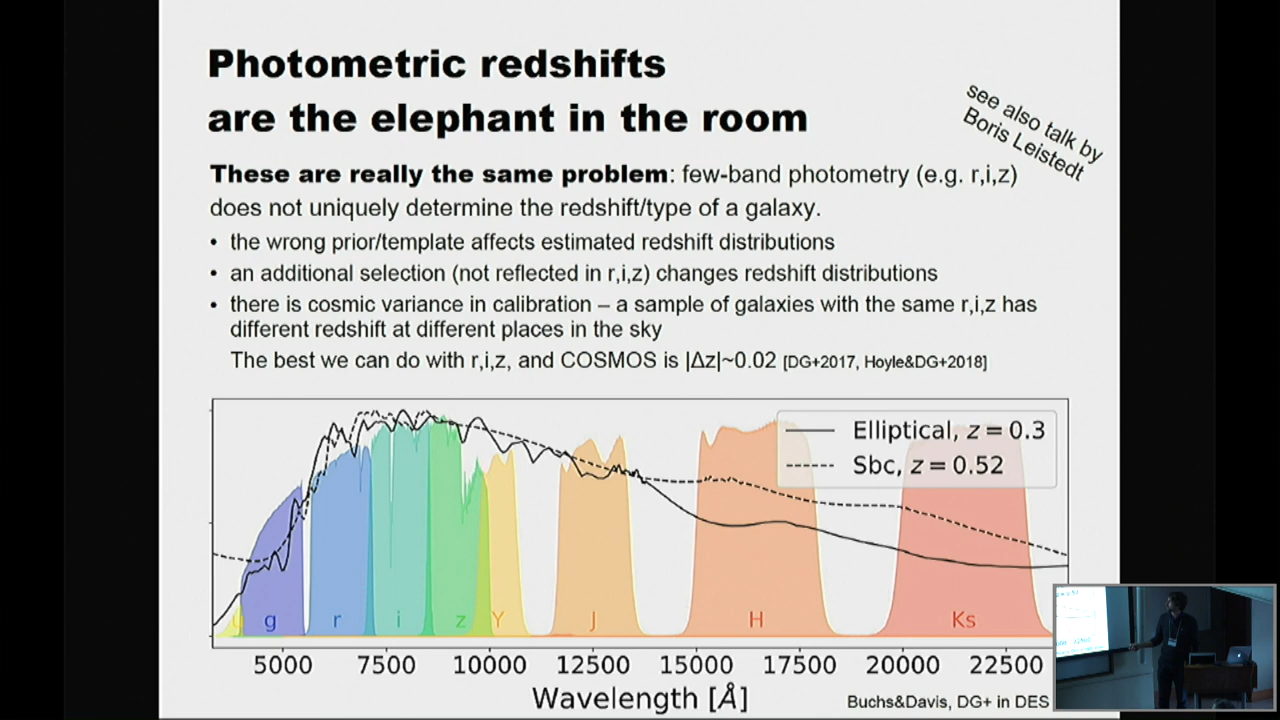 Photometric redshifts
are the elephant in the room
see also talk by
Boris Leistedt
These are really the same problem: few-band photometry (e.g. r,i,z)
does not uniquely determine the redshift/type of a galaxy.
• the wrong prior/template affects estimated redshift distributions
• an additional selection (not reflected in r,i,z) changes redshift distributions
• there is cosmic variance in calibration – a sample of galaxies with the same r,i,z has
different redshift at different places in the sky
The best we can do with r,i,z, and COSMOS is |Δz|~0.02 [DG+2017, Hoyle&DG+2018]
Elliptical, z = 0.3
Sbc, z = 0.52
g r i z Y J H Ks
5000 7500 10000 12500 15000 17500 20000 22500
Wavelength [Å]
Buchs&Davis, DG+ in DES